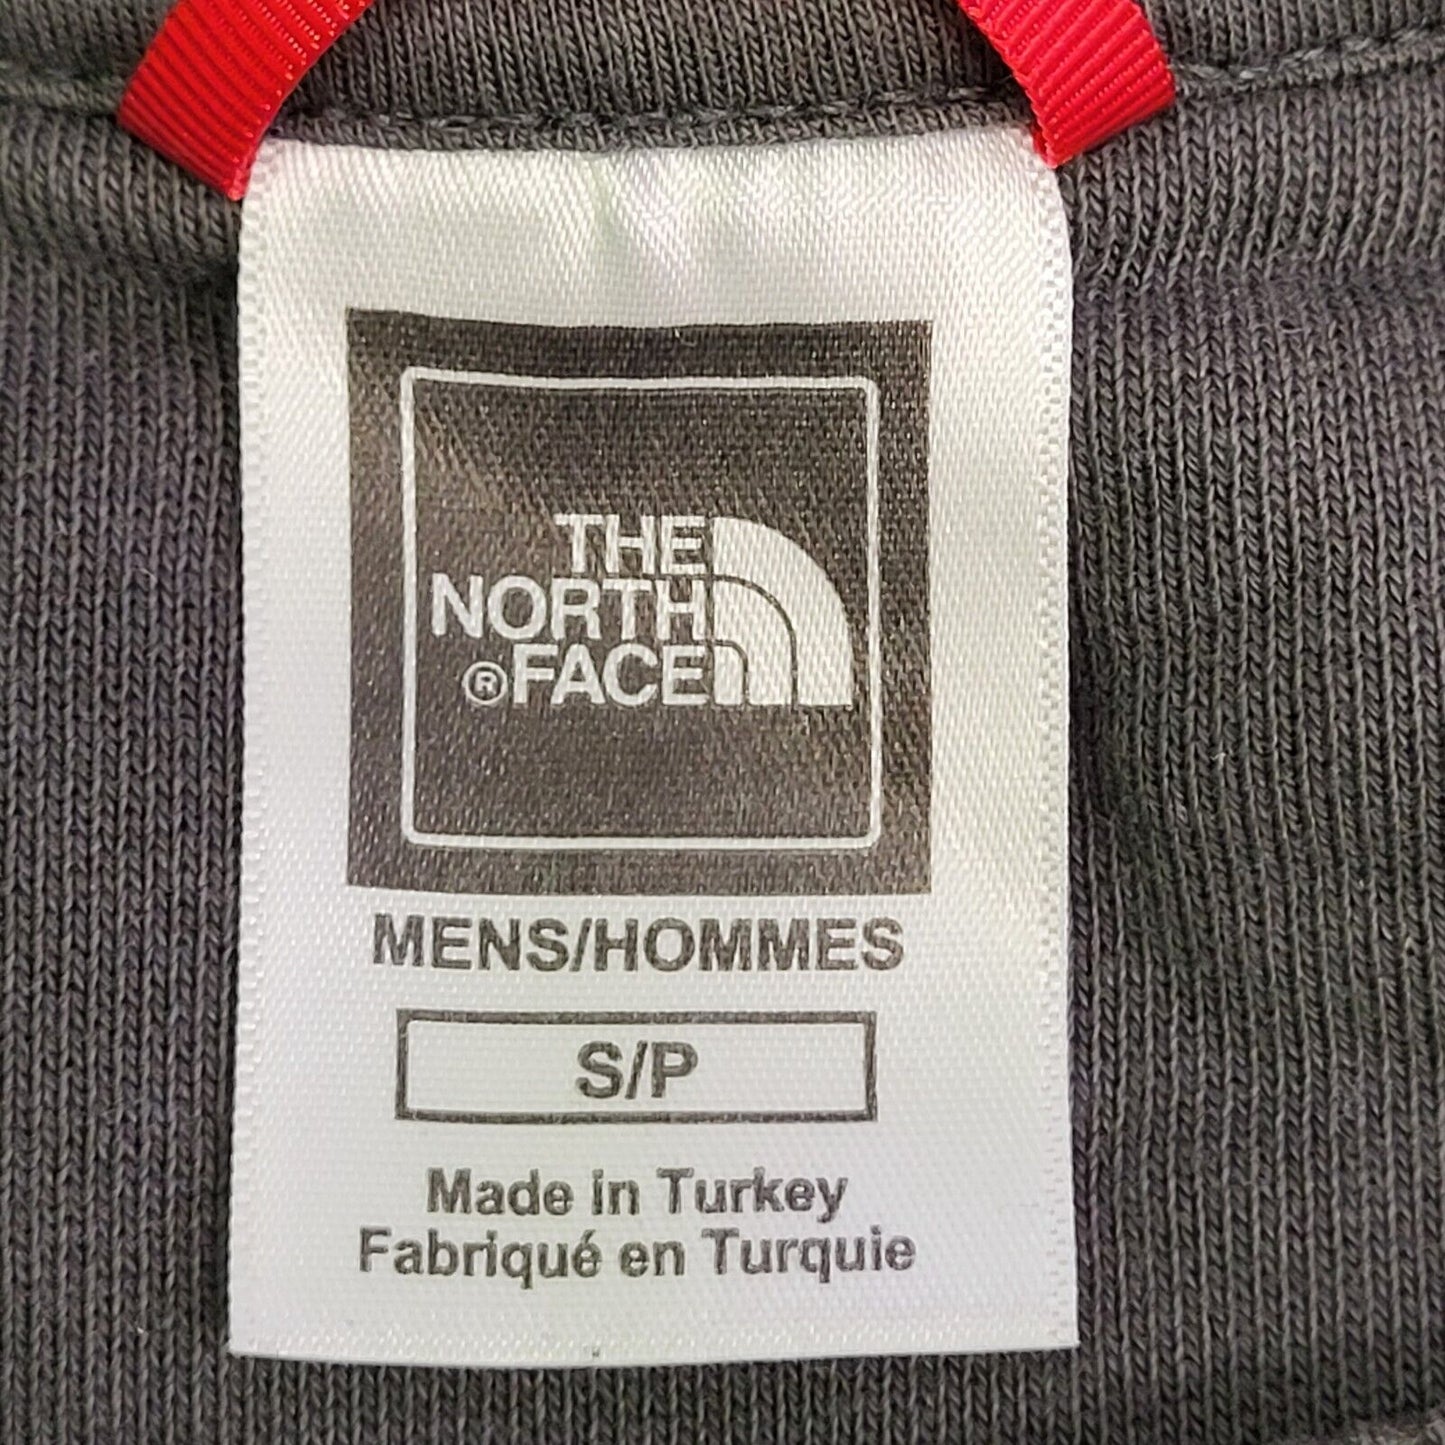 THE
NORTH
®FACE
MENS/HOMMES
S/P
Made in Turkey
Fabriqué en Turquie